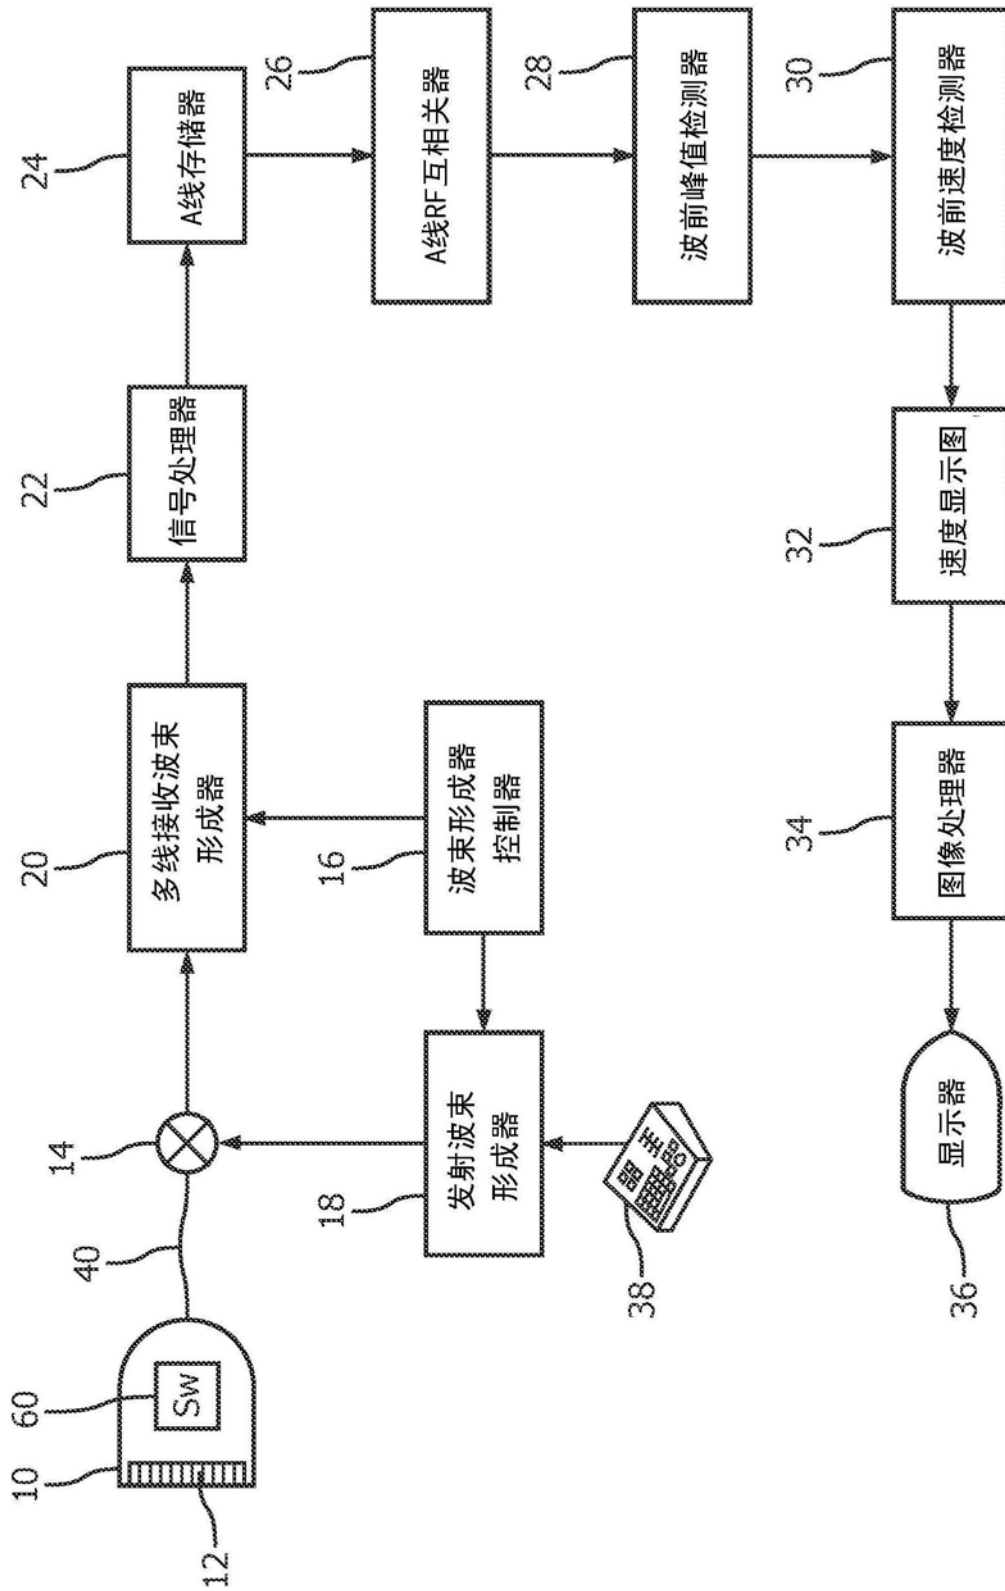 10
60
Sw
12
40
14
20
多线接收波束
形成器
22
信号处理器
24
A线存储器
16
波束形成器
控制器
18
发射波束
形成器
38
26
A线RF互相关器
28
波前峰值检测器
30
波前速度检测器
32
速度显示图
34
图像处理器
36
显示器